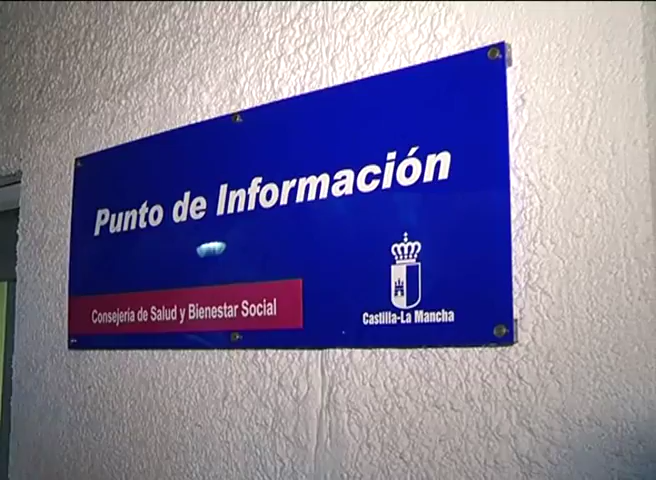 Punto de Información
Consejería de Salud y Bienestar Social
Castilla-La Mancha